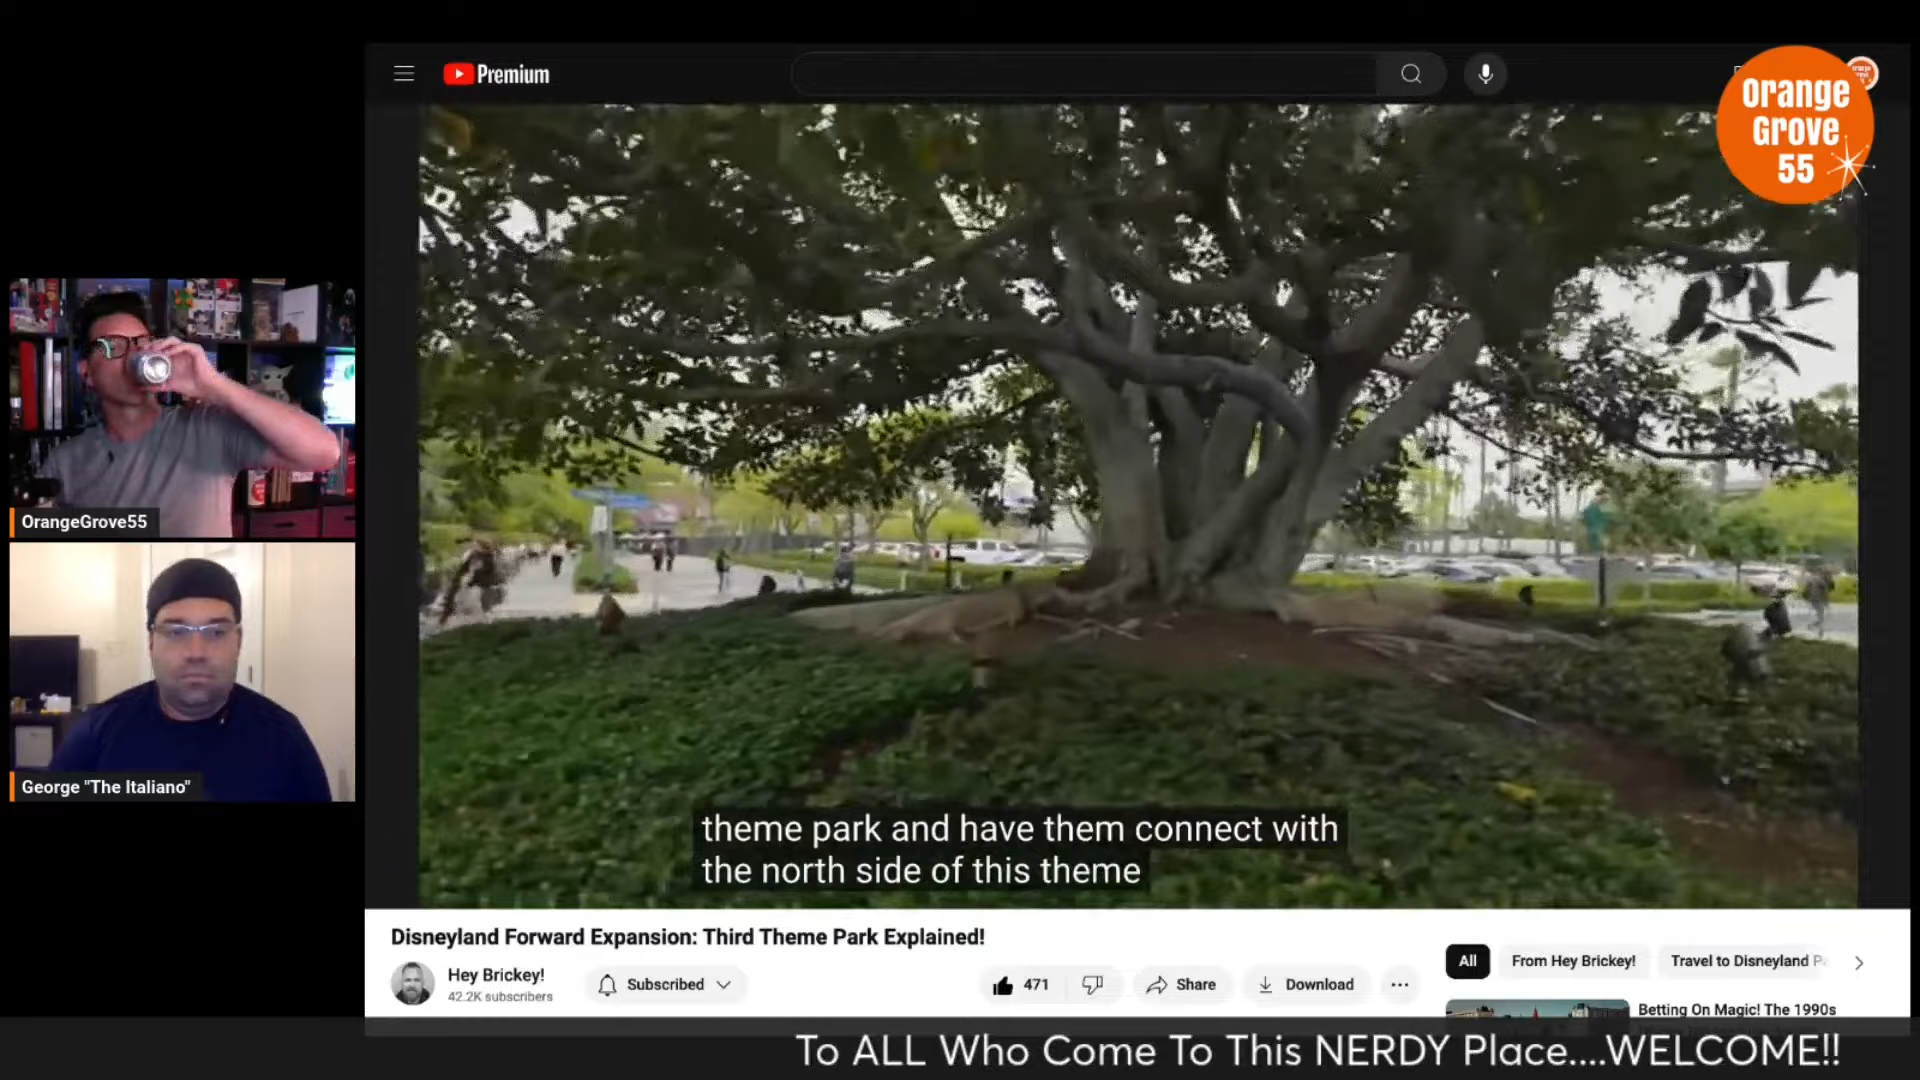 Premium
Orange
Grove
55
OrangeGrove55
George "The Italiano"
theme park and have them connect with
the north side of this theme
Disneyland Forward Expansion: Third Theme Park Explained!
Hey Brickey!
42.2K subscribers
Subscribed
471
Share
Download
All
From Hey Brickey!
Travel to Disneyland
Betting On Magic! The 1990s
To ALL Who Come To This NERDY Place....WELCOME!!